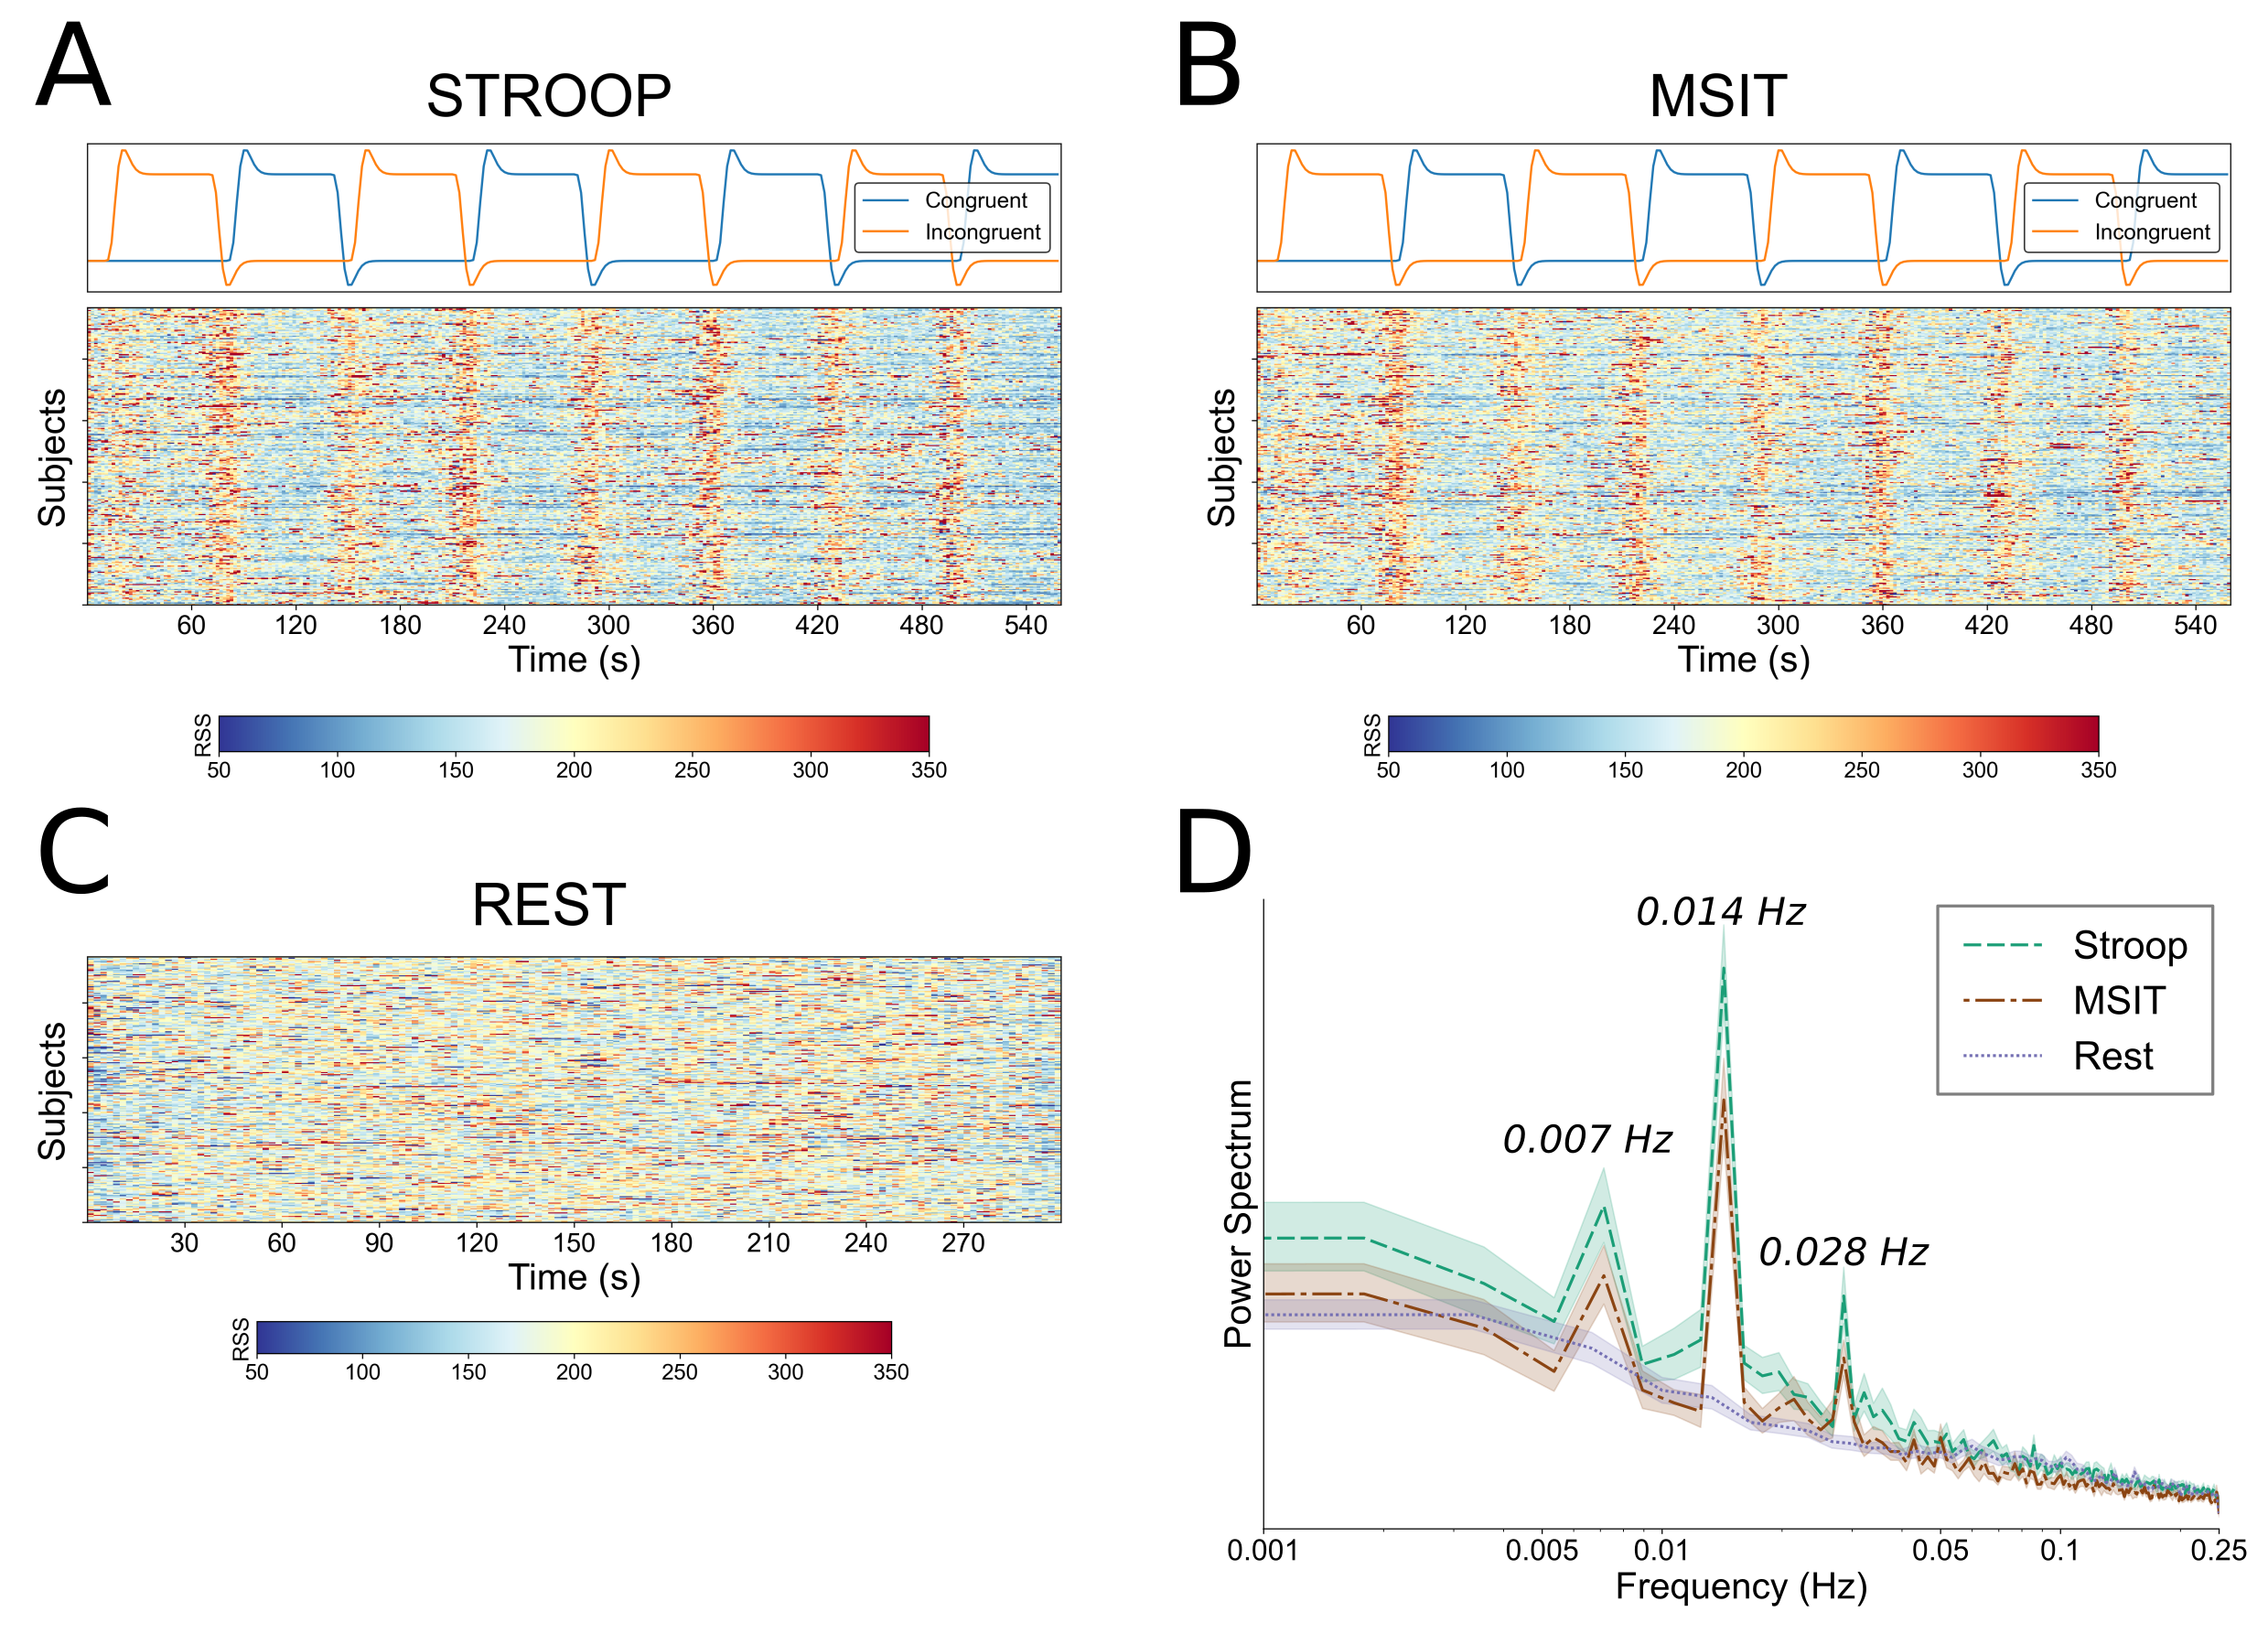 A
STROOP
Congruent
Incongruent
Subjects
60 120 180 240 300 360 420 480 540
Time (s)
RSS
50 100 150 200 250 300 350
B
MSIT
Congruent
Incongruent
Subjects
60 120 180 240 300 360 420 480 540
Time (s)
RSS
50 100 150 200 250 300 350
C
REST
Subjects
30 60 90 120 150 180 210 240 270
Time (s)
RSS
50 100 150 200 250 300 350
D
0.014 Hz
0.007 Hz
0.028 Hz
Stroop
MSIT
Rest
Power Spectrum
0.001 0.005 0.01 0.05 0.1 0.25
Frequency (Hz)